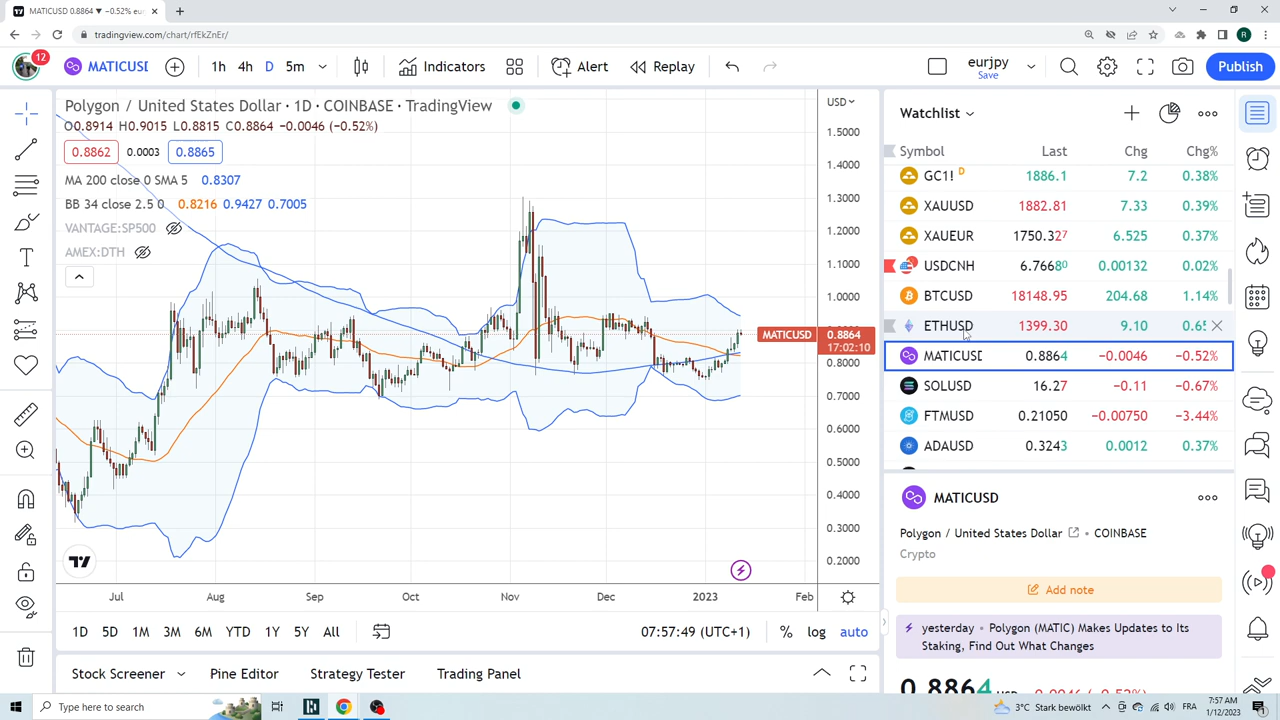 MATICUSD 0.8864 ▼ −0.52% eur
tradingview.com/chart/rfEkZnEr/
R
12
MATICUSD
1h 4h D 5m
Indicators
Alert
Replay
eurjpy
Save
Publish
Polygon / United States Dollar · 1D · COINBASE · TradingView
O0.8914 H0.9015 L0.8815 C0.8864 −0.0046 (−0.52%)
0.8862 0.0003 0.8865
MA 200 close 0 SMA 5 0.8307
BB 34 close 2.5 0 0.8216 0.9427 0.7005
VANTAGE:SP500
AMEX:DTH
USD
1.5000
1.4000
1.3000
1.2000
1.1000
1.0000
MATICUSD 0.8864
17:02:10
0.8000
0.7000
0.6000
0.5000
0.4000
0.3000
0.2000
Jul Aug Sep Oct Nov Dec 2023 Feb
1D 5D 1M 3M 6M YTD 1Y 5Y All
07:57:49 (UTC+1) % log auto
Stock Screener Pine Editor Strategy Tester Trading Panel
Watchlist
Symbol Last Chg Chg%
GC1! D 1886.1 7.2 0.38%
XAUUSD 1882.81 7.33 0.39%
XAUEUR 1750.327 6.525 0.37%
USDCNH 6.76680 0.00132 0.02%
BTCUSD 18148.95 204.68 1.14%
ETHUSD 1399.30 9.10 0.65
MATICUSD 0.8864 −0.0046 −0.52%
SOLUSD 16.27 −0.11 −0.67%
FTMUSD 0.21050 −0.00750 −3.44%
ADAUSD 0.3243 0.0012 0.37%
MATICUSD
Polygon / United States Dollar • COINBASE
Crypto
Add note
yesterday • Polygon (MATIC) Makes Updates to Its
Staking, Find Out What Changes
0.8864 USD −0.0046 (−0.52%)
Type here to search
3°C Stark bewölkt
FRA
7:57 AM
1/12/2023